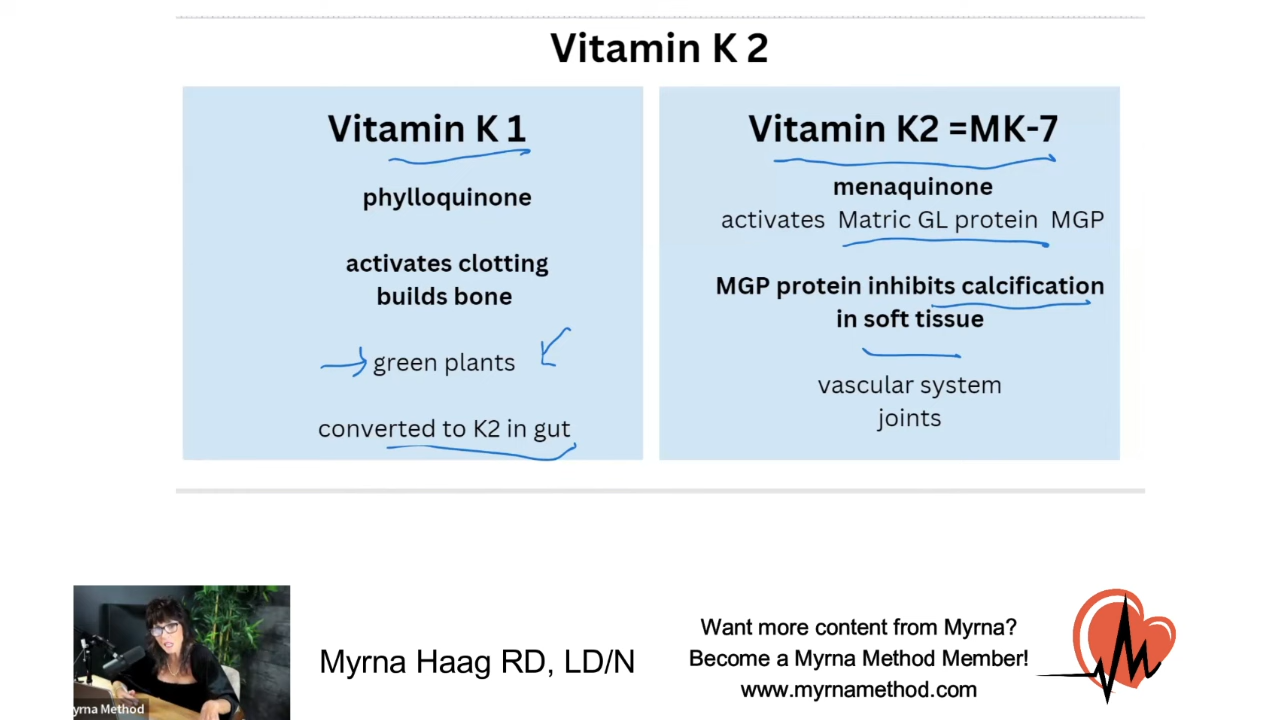 Vitamin K 2
Vitamin K 1
phylloquinone
activates clotting
builds bone
green plants
converted to K2 in gut
Vitamin K2 =MK-7
menaquinone
activates Matric GL protein MGP
MGP protein inhibits calcification
in soft tissue
vascular system
joints
yrna Method
Myrna Haag RD, LD/N
Want more content from Myrna?
Become a Myrna Method Member!
www.myrnamethod.com